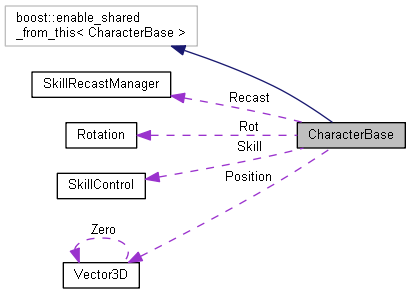 boost::enable_shared
_from_this< CharacterBase >
SkillRecastManager
Recast
CharacterBase
Rotation
Rot
Skill
SkillControl
Position
Zero
Vector3D